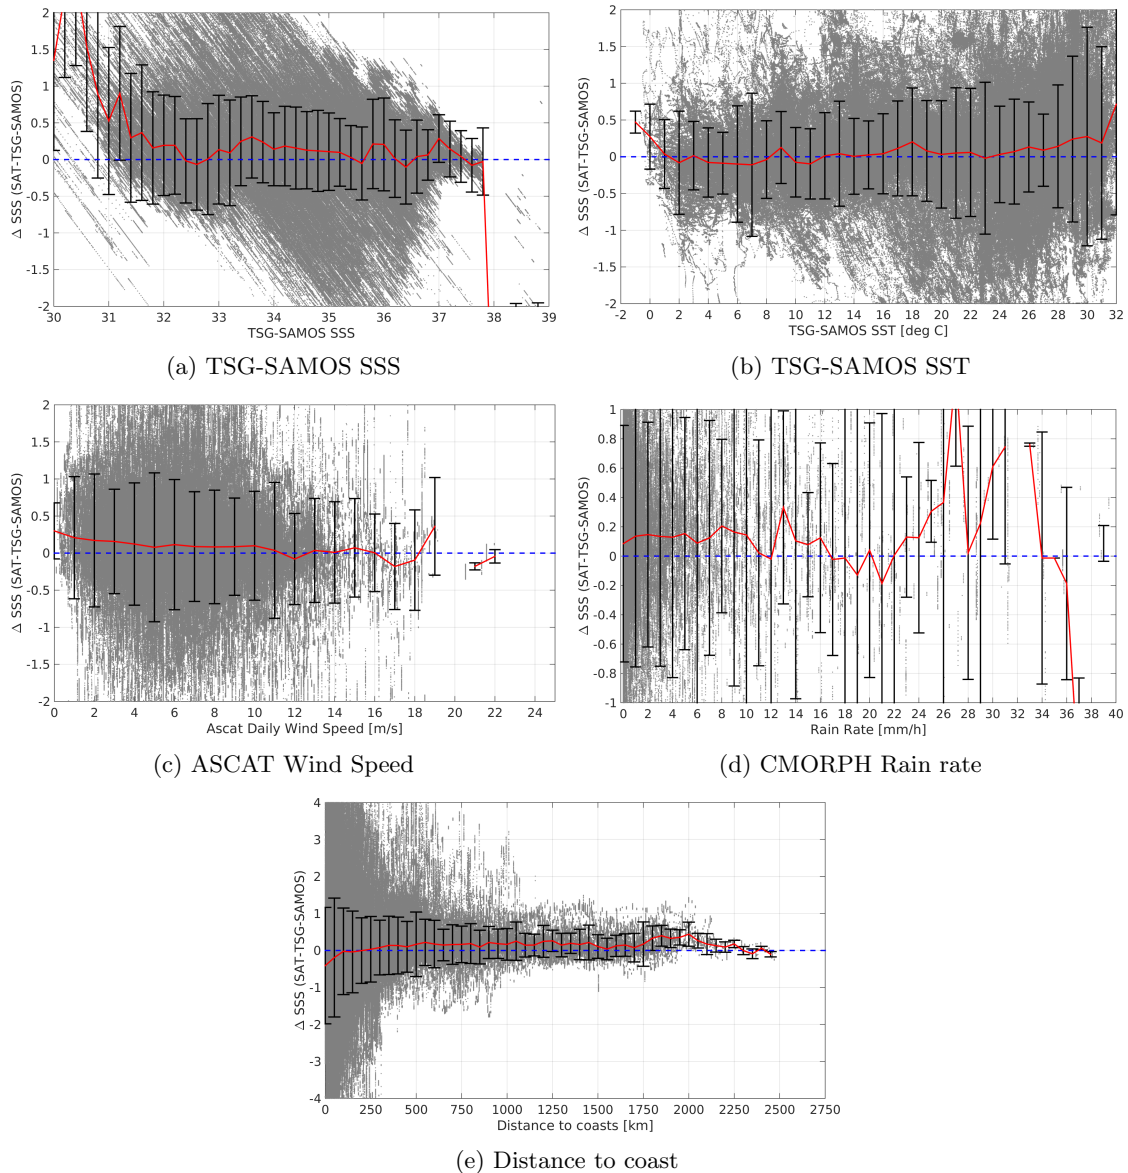 2
1.5
1
0.5
0
-0.5
-1
-1.5
-2
Δ SSS (SAT-TSG-SAMOS)
30 31 32 33 34 35 36 37 38 39
TSG-SAMOS SSS
(a) TSG-SAMOS SSS
2
1.5
1
0.5
0
-0.5
-1
-1.5
-2
Δ SSS (SAT-TSG-SAMOS)
-2 0 2 4 6 8 10 12 14 16 18 20 22 24 26 28 30 32
TSG-SAMOS SST [deg C]
(b) TSG-SAMOS SST
2
1.5
1
0.5
0
-0.5
-1
-1.5
-2
Δ SSS (SAT-TSG-SAMOS)
0 2 4 6 8 10 12 14 16 18 20 22 24
Ascat Daily Wind Speed [m/s]
(c) ASCAT Wind Speed
1
0.8
0.6
0.4
0.2
0
-0.2
-0.4
-0.6
-0.8
-1
Δ SSS (SAT-TSG-SAMOS)
0 2 4 6 8 10 12 14 16 18 20 22 24 26 28 30 32 34 36 38 40
Rain Rate [mm/h]
(d) CMORPH Rain rate
4
3
2
1
0
-1
-2
-3
-4
Δ SSS (SAT-TSG-SAMOS)
0 250 500 750 1000 1250 1500 1750 2000 2250 2500 2750
Distance to coasts [km]
(e) Distance to coast